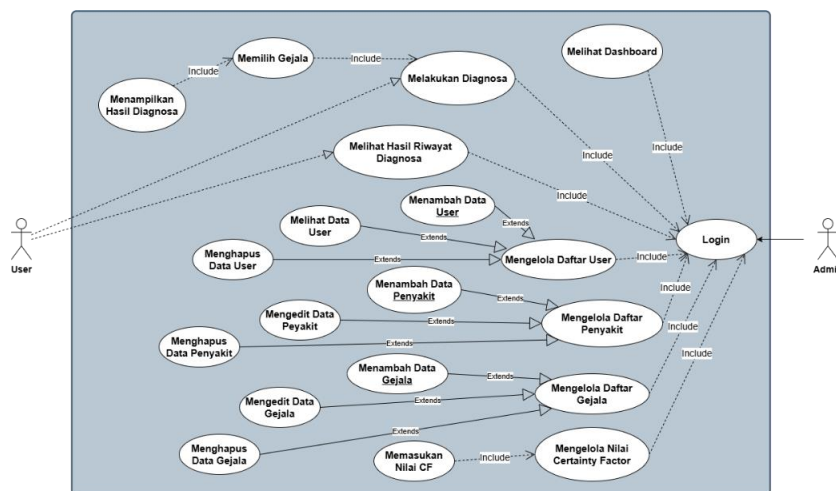 Memilih Gejala
Include
Include
Melihat Dashboard
Menampilkan
Hasil Diagnosa
Melakukan Diagnosa
Melihat Hasil Riwayat
Diagnosa
Include
Include
Include
Menambah Data
User
Extends
Melihat Data
User
Extends
Menghapus
Data User
Extends
Mengelola Daftar User
Include
Login
User
Admi
Menambah Data
Penyakit
Extends
Mengedit Data
Peyakit
Extends
Menghapus
Data Penyakit
Extends
Mengelola Daftar
Penyakit
Include
Include
Include
Menambah Data
Gejala
Extends
Mengedit Data
Gejala
Extends
Menghapus
Data Gejala
Extends
Mengelola Daftar
Gejala
Memasukan
Nilai CF
Include
Mengelola Nilai
Certainty Factor